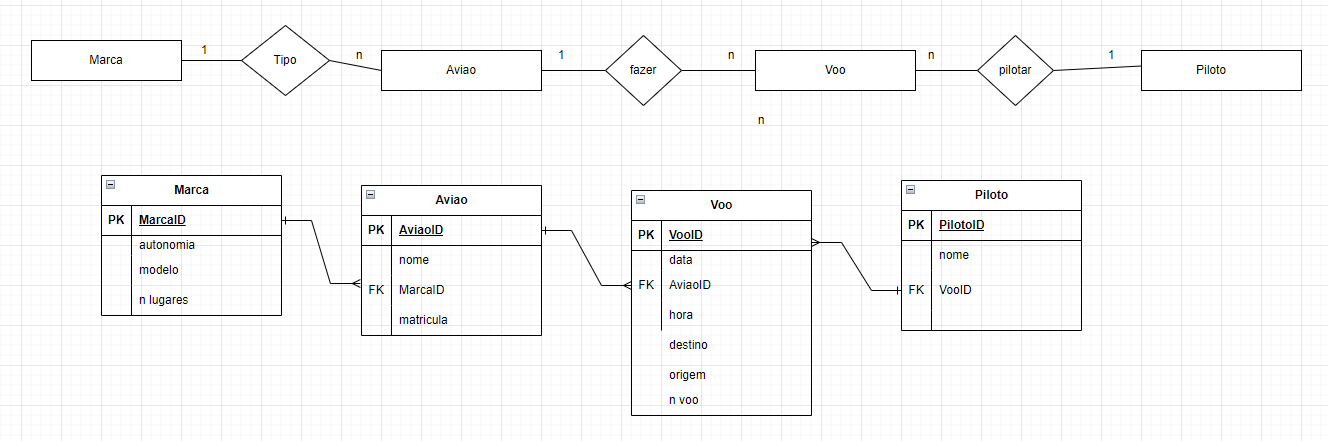 Marca
1
Tipo
n
Aviao
1
fazer
n
Voo
n
pilotar
1
Piloto
n
Marca
PK MarcaID
autonomia
modelo
n lugares
Aviao
PK AviaoID
nome
FK MarcaID
matricula
Voo
PK VooID
data
FK AviaoID
hora
destino
origem
n voo
Piloto
PK PilotoID
nome
FK VooID